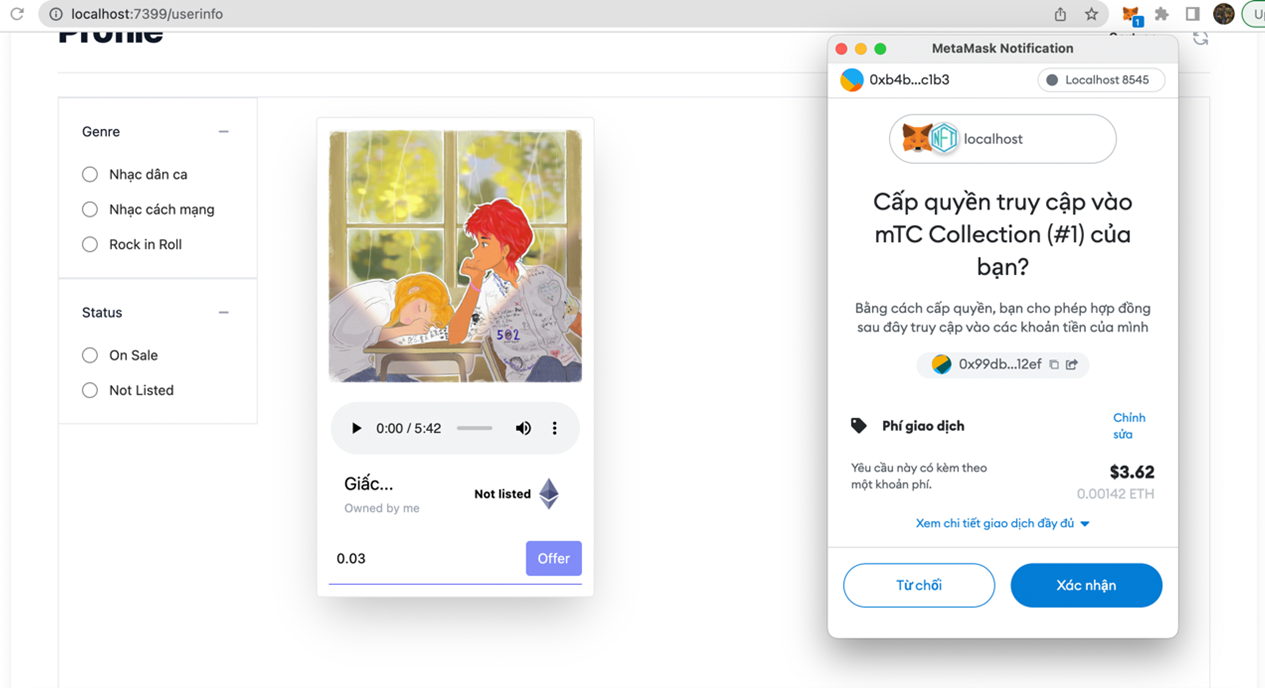 localhost:7399/userinfo
1
Profile
Genre
Nhạc dân ca
Nhạc cách mạng
Rock in Roll
Status
On Sale
Not Listed
502
0:00 / 5:42
Giấc...
Owned by me
Not listed
0.03
Offer
MetaMask Notification
0xb4b...c1b3
Localhost 8545
NFT
localhost
Cấp quyền truy cập vào
mTC Collection (#1) của
bạn?
Bằng cách cấp quyền, bạn cho phép hợp đồng
sau đây truy cập vào các khoản tiền của mình
0x99db...12ef
Phí giao dịch
Chỉnh
sửa
Yêu cầu này có kèm theo
một khoản phí.
$3.62
0.00142 ETH
Xem chi tiết giao dịch đầy đủ
Từ chối
Xác nhận